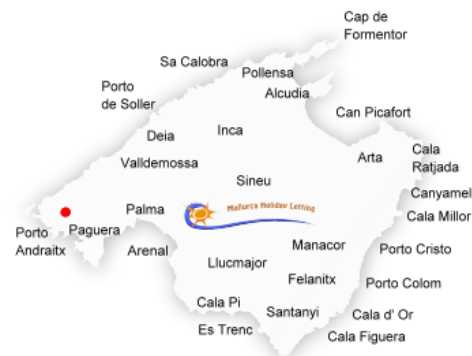 Cap de
Formentor
Sa Calobra
Pollensa
Porto
de Soller
Alcudia
Can Picafort
Deia
Inca
Cala
Ratjada
Valldemossa
Arta
Sineu
Canyamel
Palma
Mallorca Holiday Letting
Cala Millor
Porto
Andraitx
Paguera
Arenal
Manacor
Porto Cristo
Llucmajor
Felanitx
Porto Colom
Cala Pi
Santanyi
Cala d' Or
Es Trenc
Cala Figuera